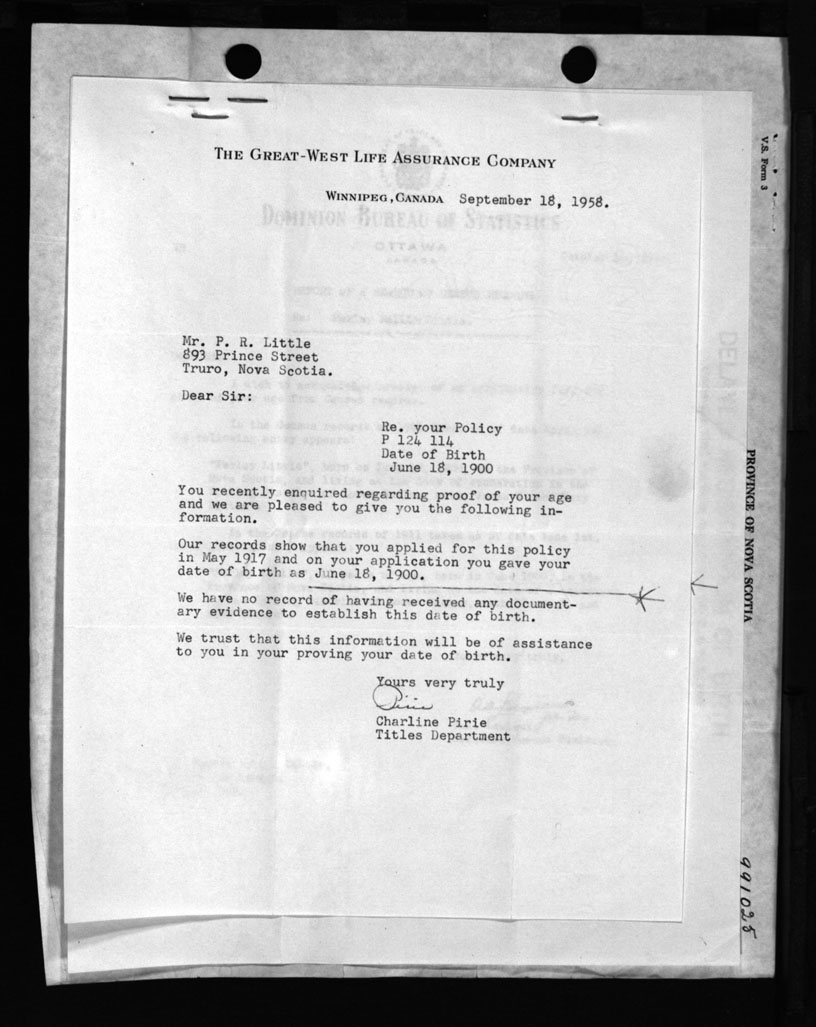 THE GREAT-WEST LIFE ASSURANCE COMPANY
WINNIPEG, CANADA September 18, 1958.
DOMINION BUREAU OF STATISTICS
OTTAWA
CANADA
Mr. P. R. Little
893 Prince Street
Truro, Nova Scotia.
Dear Sir:
Re. your Policy
P 124 114
Date of Birth
June 18, 1900
You recently enquired regarding proof of your age
and we are pleased to give you the following in-
formation.
Our records show that you applied for this policy
in May 1917 and on your application you gave your
date of birth as June 18, 1900.
We have no record of having received any document-
ary evidence to establish this date of birth.
We trust that this information will be of assistance
to you in your proving your date of birth.
Yours very truly
Pirie
Charline Pirie
Titles Department
V.S. Form 3
PROVINCE OF NOVA SCOTIA
991025